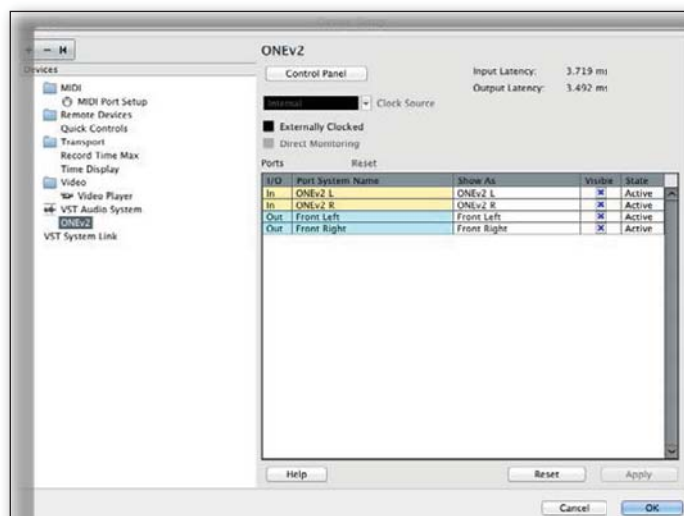 ONEv2
Devices
Control Panel
Input Latency: 3.719 ms
Output Latency: 3.492 ms
MIDI
MIDI Port Setup
Remote Devices
Quick Controls
Transport
Record Time Max
Time Display
Video
Video Player
VST Audio System
ONEv2
VST System Link
Internal
Clock Source
Externally Clocked
Direct Monitoring
Ports Reset
I/O Port System Name Show As Visible State
In ONEv2 L ONEv2 L Active
In ONEv2 R ONEv2 R Active
Out Front Left Front Left Active
Out Front Right Front Right Active
Help Reset Apply
Cancel OK